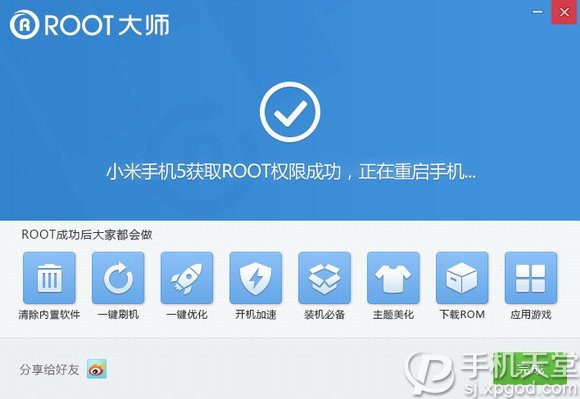 ROOT大师
小米手机5获取ROOT权限成功，正在重启手机...
ROOT成功后大家都会做
清除内置软件 一键刷机 一键优化 开机加速 装机必备 主题美化 下载ROM 应用游戏
分享给好友
完成
手机天堂
sj.xpgod.com